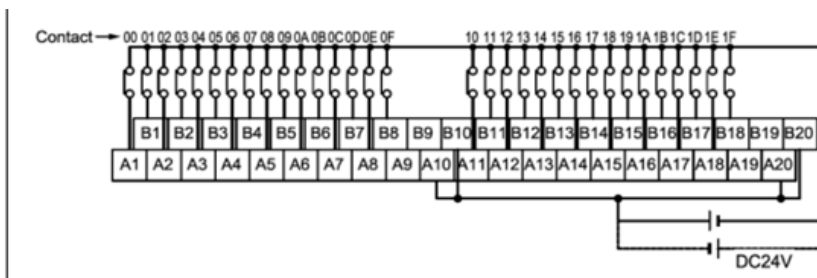 Contact 00 01 02 03 04 05 06 07 08 09 0A 0B 0C 0D 0E 0F 10 11 12 13 14 15 16 17 18 19 1A 1B 1C 1D 1E 1F
B1 B2 B3 B4 B5 B6 B7 B8 B9 B10 B11 B12 B13 B14 B15 B16 B17 B18 B19 B20
A1 A2 A3 A4 A5 A6 A7 A8 A9 A10 A11 A12 A13 A14 A15 A16 A17 A18 A19 A20
DC24V